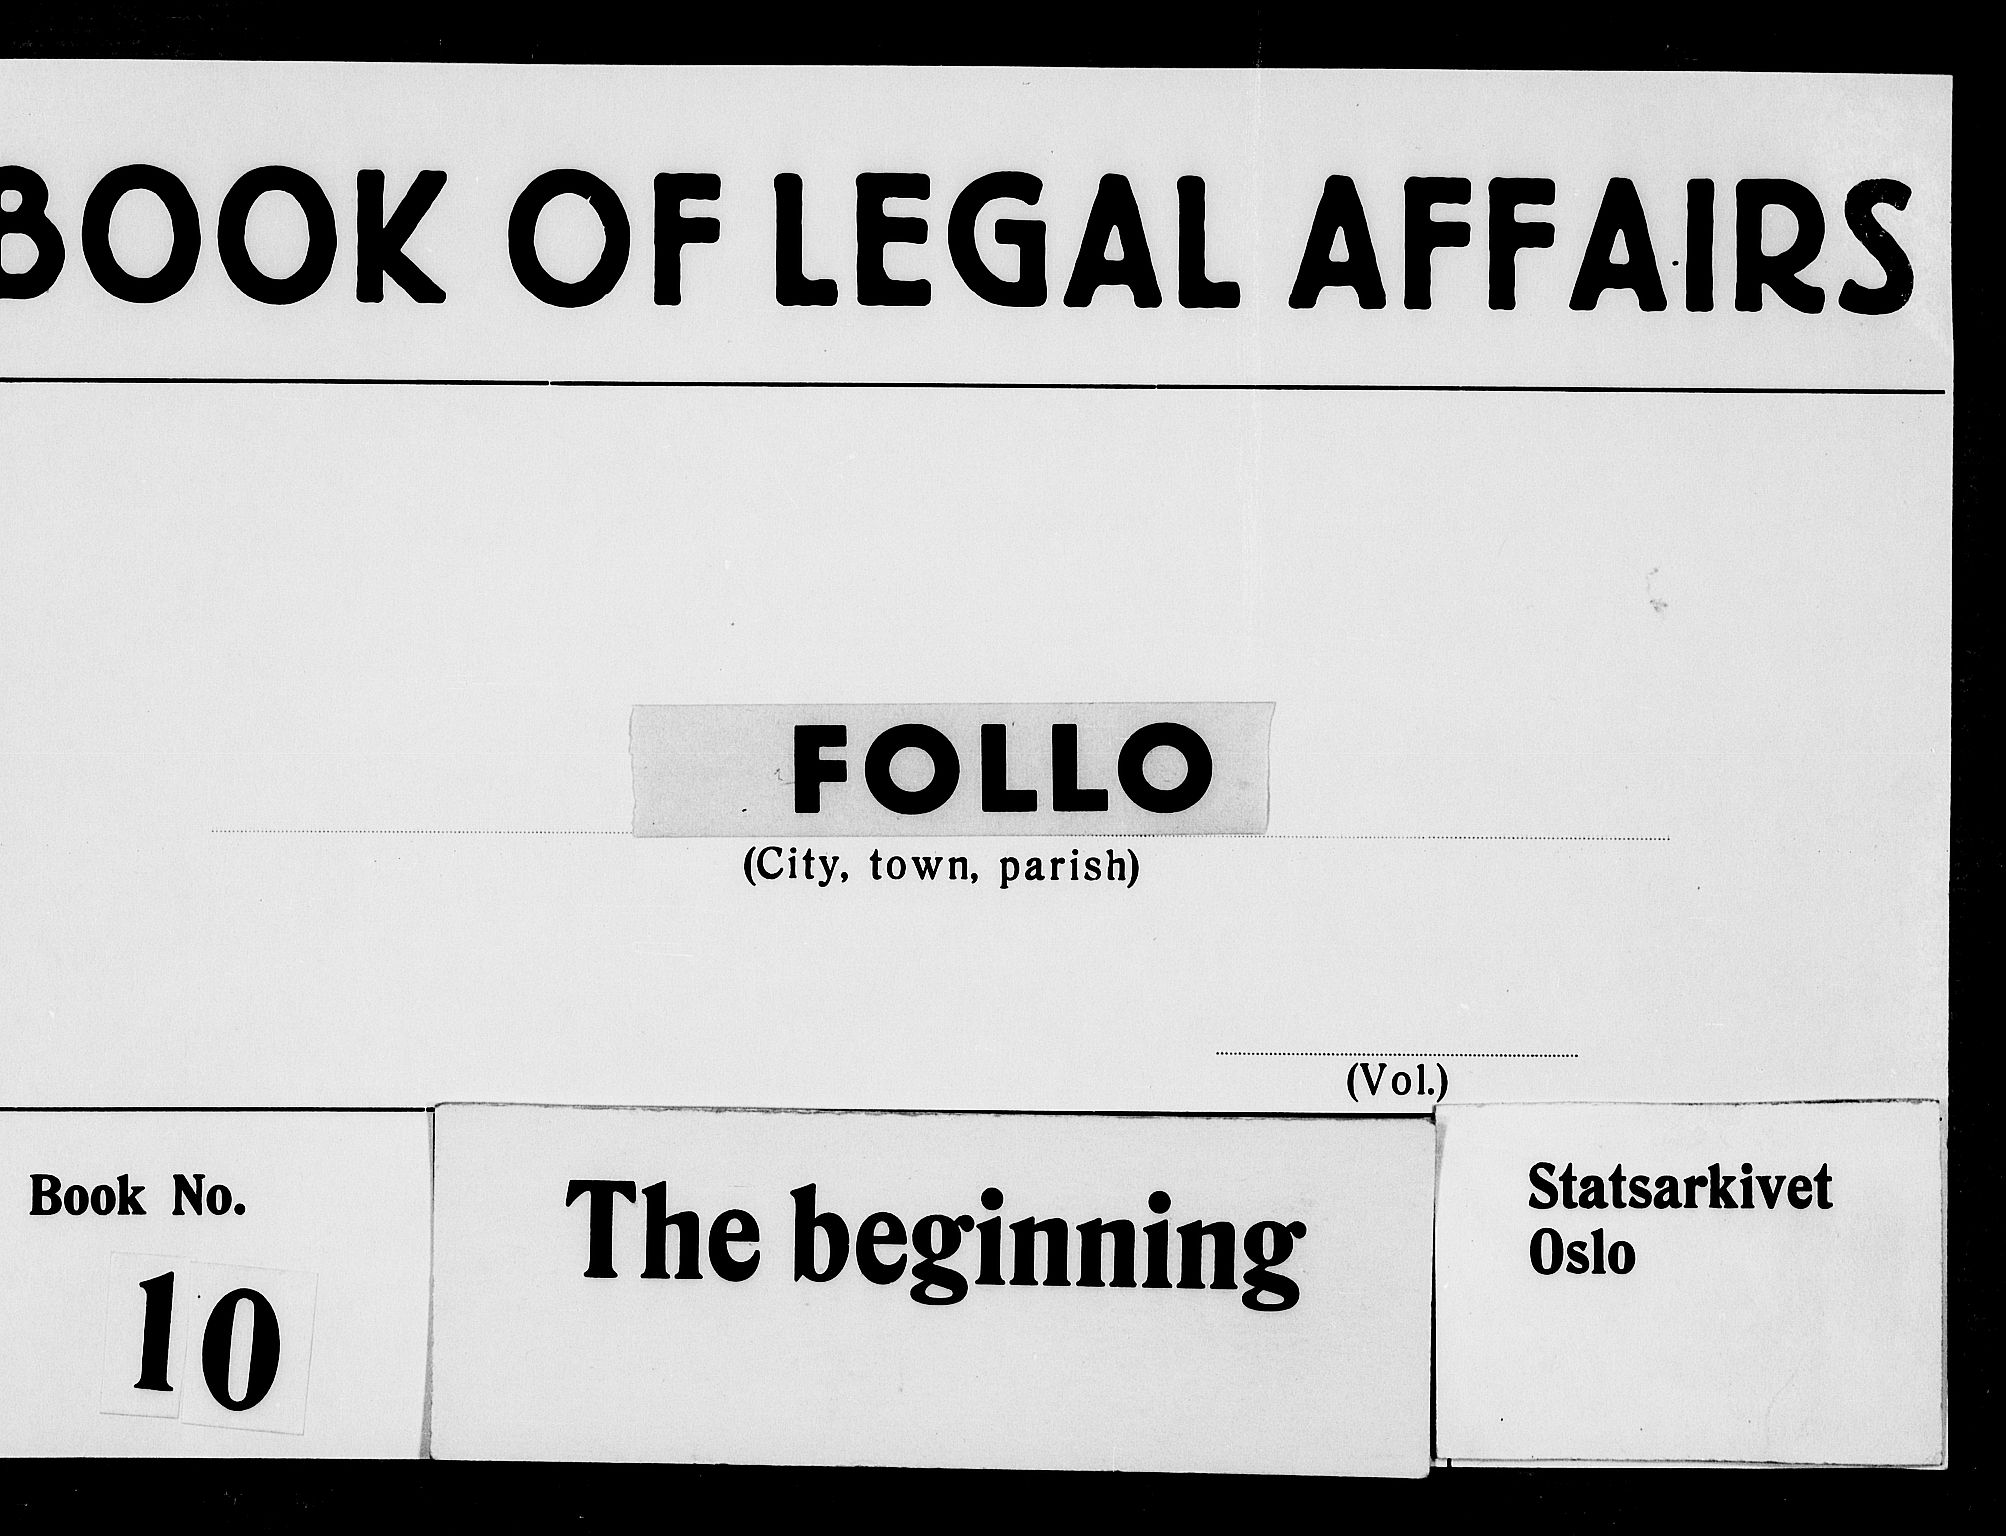 BOOK OF LEGAL AFFAIRS
FOLLO
(City, town, parish)
(Vol.)
Book No.
10
The beginning
Statsarkivet
Oslo